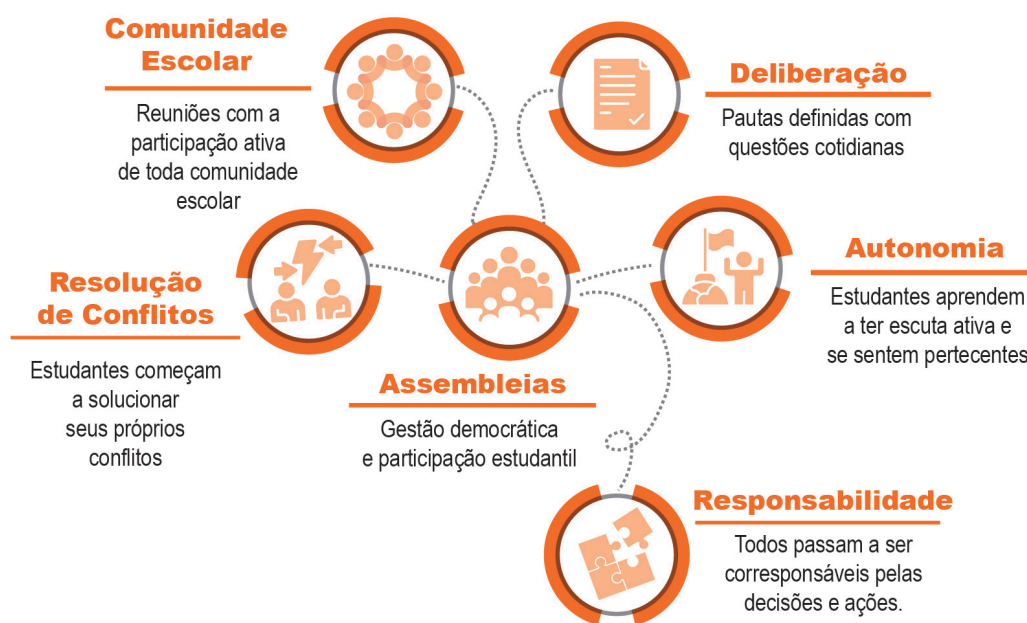 Comunidade
Escolar
Reuniões com a
participação ativa
de toda comunidade
escolar
Deliberação
Pautas definidas com
questões cotidianas
Resolução
de Conflitos
Estudantes começam
a solucionar
seus próprios
conflitos
Assembleias
Gestão democrática
e participação estudantil
Autonomia
Estudantes aprendem
a ter escuta ativa e
se sentem pertecentes
Responsabilidade
Todos passam a ser
corresponsáveis pelas
decisões e ações.